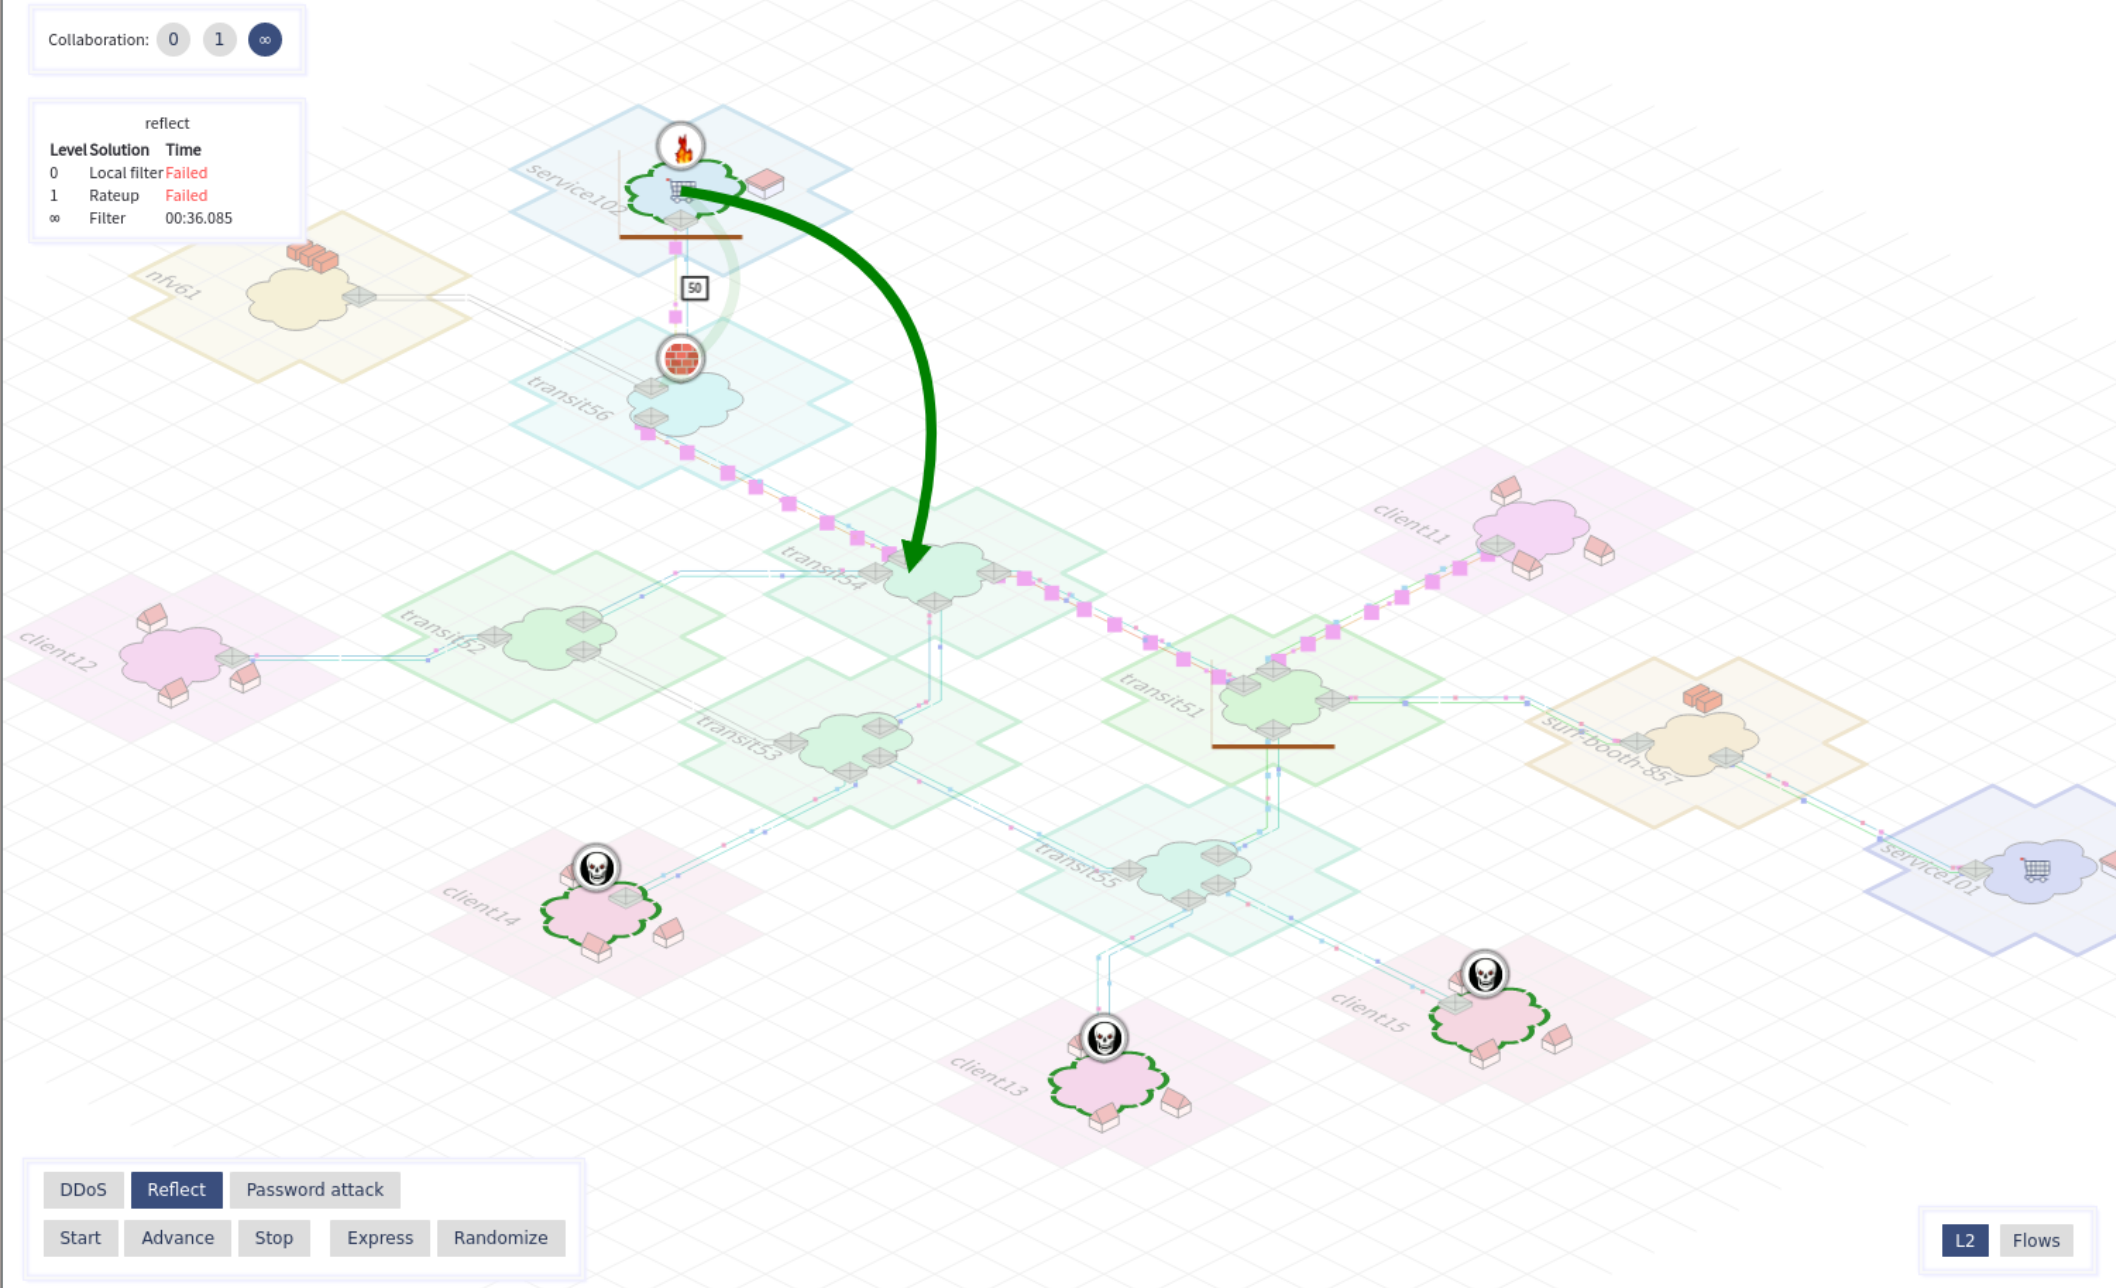 Collaboration: 0 1 ∞
reflect
Level Solution Time
0 Local filter Failed
1 Rateup Failed
∞ Filter 00:36.085
service102
nfv61
50
transit56
client11
transit54
transit52
client12
transit51
transit53
surf-booth-857
transit55
service101
client14
client15
client13
DDoS Reflect Password attack
Start Advance Stop Express Randomize
L2 Flows